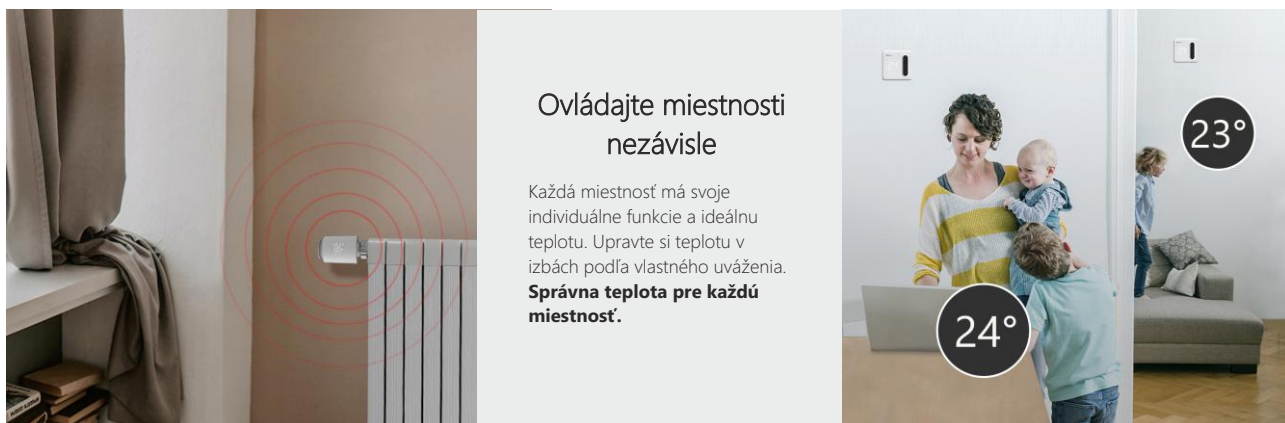 Ovládajte miestnosti
nezávisle
Každá miestnosť má svoje
individuálne funkcie a ideálnu
teplotu. Upravte si teplotu v
izbách podľa vlastného uváženia.
Správna teplota pre každú
miestnosť.
23°
24°